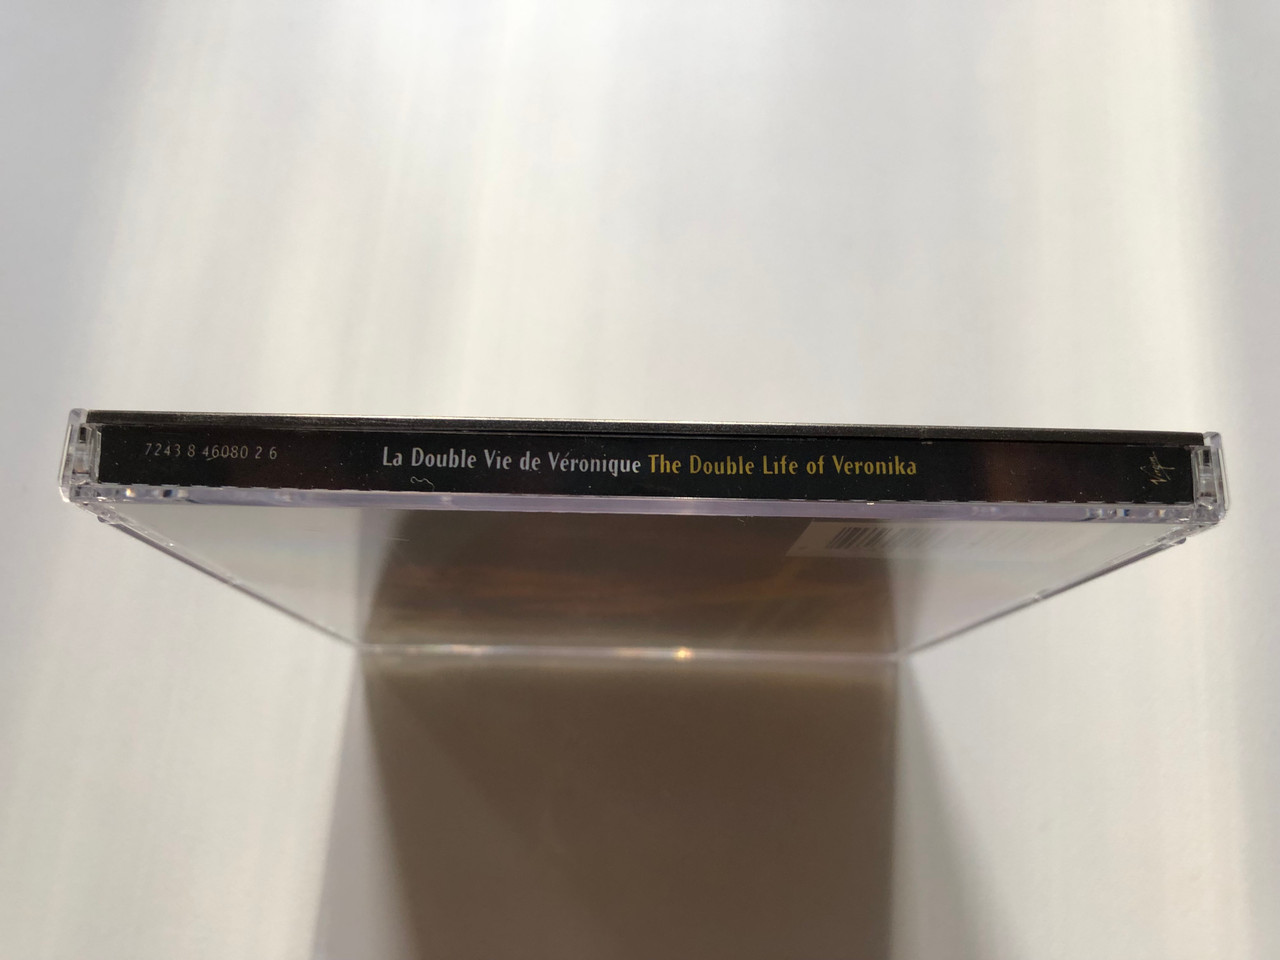 7243 8 46080 2 6
La Double Vie de Véronique The Double Life of Veronika
Virgin